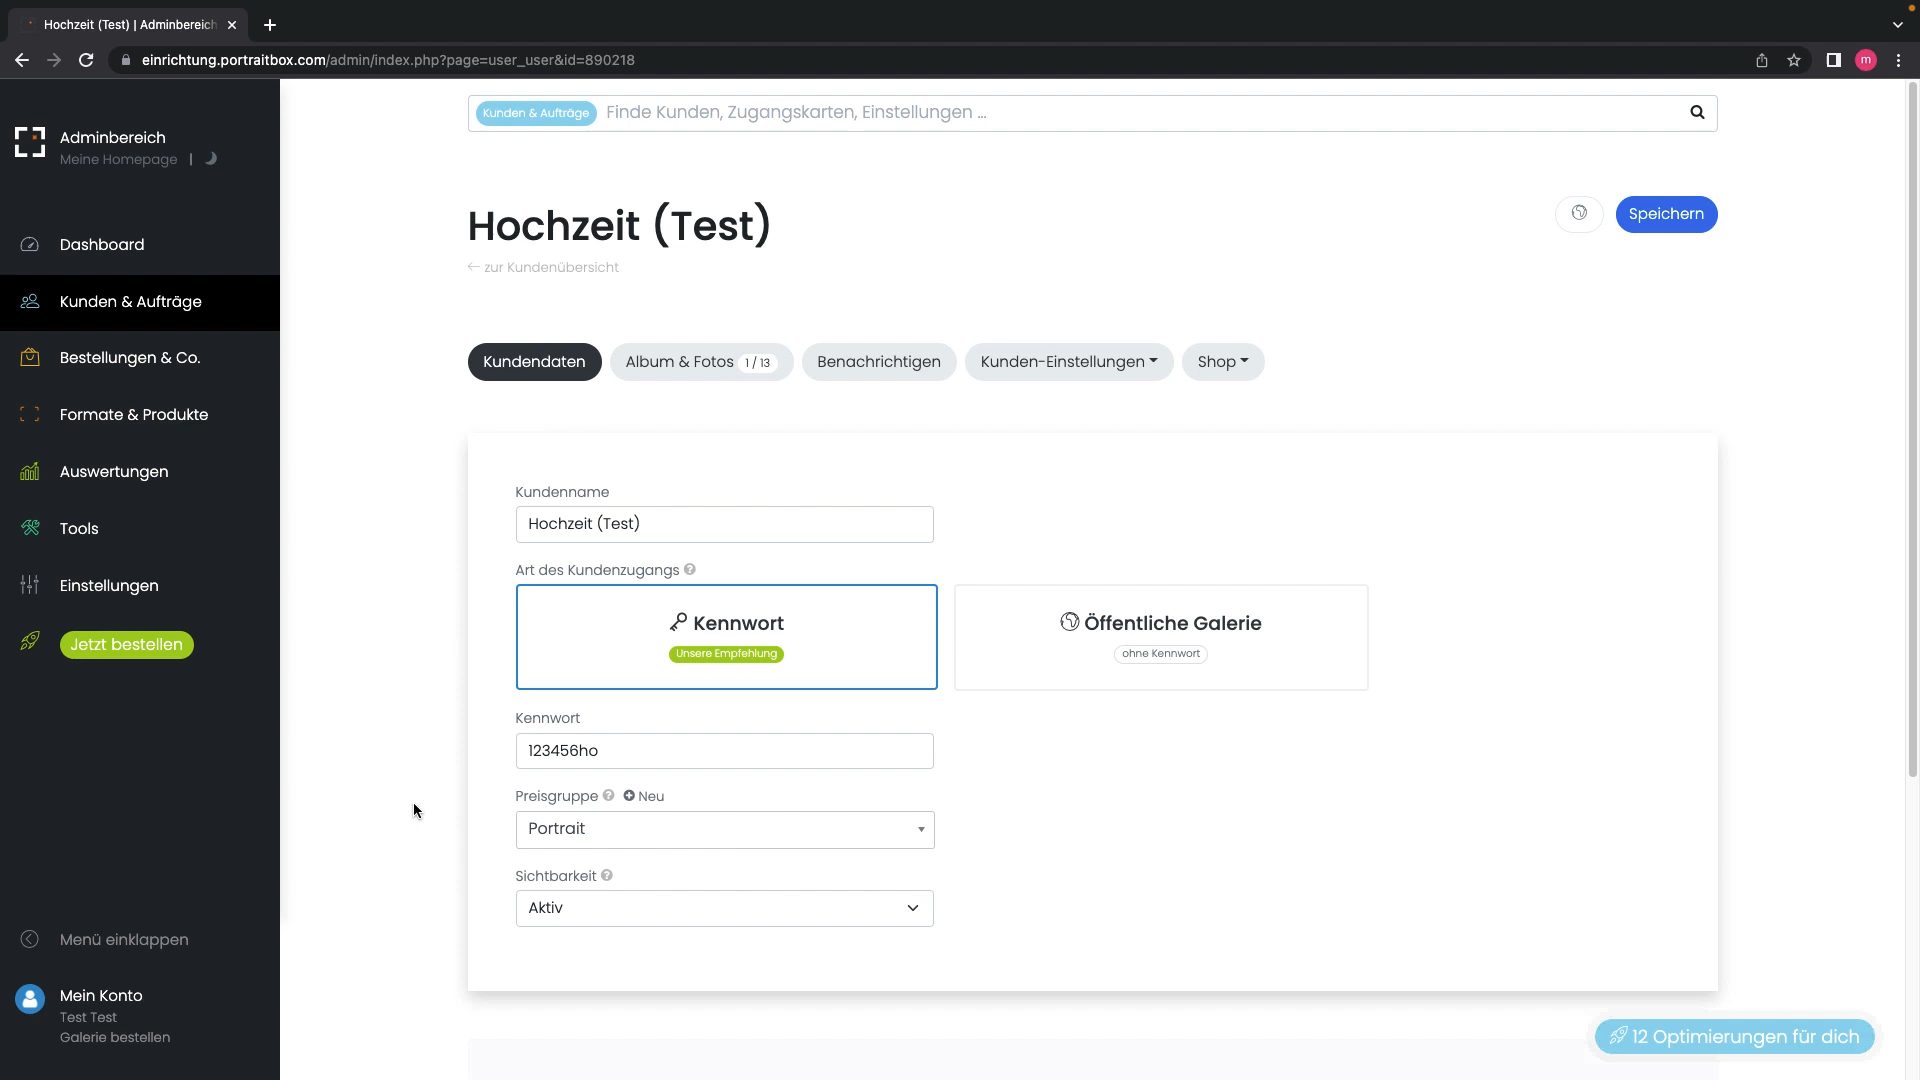 Hochzeit (Test) | Adminbereich
einrichtung.portraitbox.com/admin/index.php?page=user_user&id=890218
m
Adminbereich
Meine Homepage |
Dashboard
Kunden & Aufträge
Bestellungen & Co.
Formate & Produkte
Auswertungen
Tools
Einstellungen
Jetzt bestellen
Menü einklappen
Mein Konto
Test Test
Galerie bestellen
Kunden & Aufträge Finde Kunden, Zugangskarten, Einstellungen ...
Hochzeit (Test)
← zur Kundenübersicht
Speichern
Kundendaten Album & Fotos 1 / 13 Benachrichtigen Kunden-Einstellungen Shop
Kundenname
Hochzeit (Test)
Art des Kundenzugangs ?
Kennwort
Unsere Empfehlung
Öffentliche Galerie
ohne Kennwort
Kennwort
123456ho
Preisgruppe ? + Neu
Portrait
Sichtbarkeit ?
Aktiv
12 Optimierungen für dich